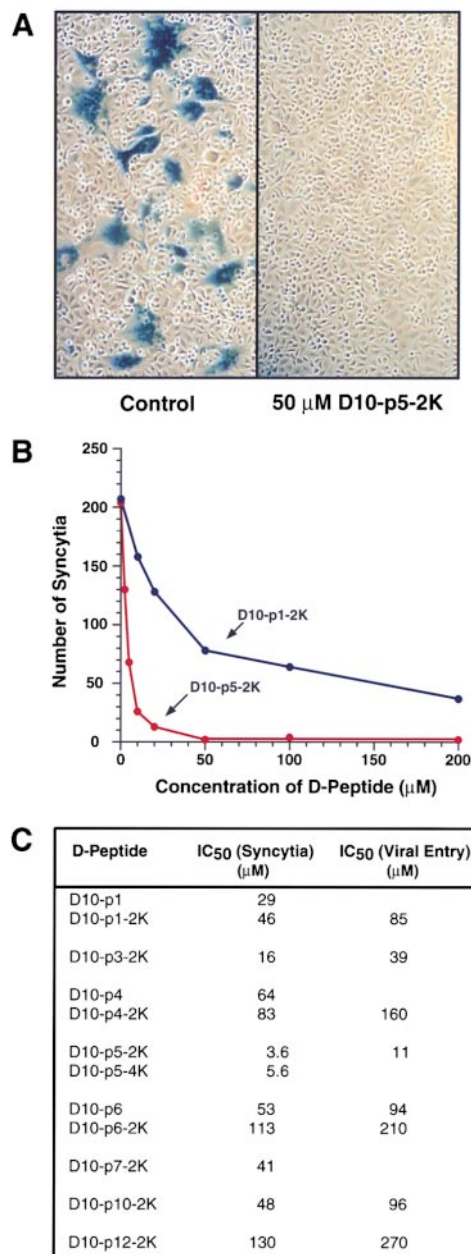 A
Control
50 µM D10-p5-2K
B
250
200
150
100
50
0
Number of Syncytia
D10-p1-2K
D10-p5-2K
0 50 100 150 200
Concentration of D-Peptide (µM)
C
D-Peptide IC50 (Syncytia) (µM) IC50 (Viral Entry) (µM)
D10-p1 29
D10-p1-2K 46 85
D10-p3-2K 16 39
D10-p4 64
D10-p4-2K 83 160
D10-p5-2K 3.6 11
D10-p5-4K 5.6
D10-p6 53 94
D10-p6-2K 113 210
D10-p7-2K 41
D10-p10-2K 48 96
D10-p12-2K 130 270